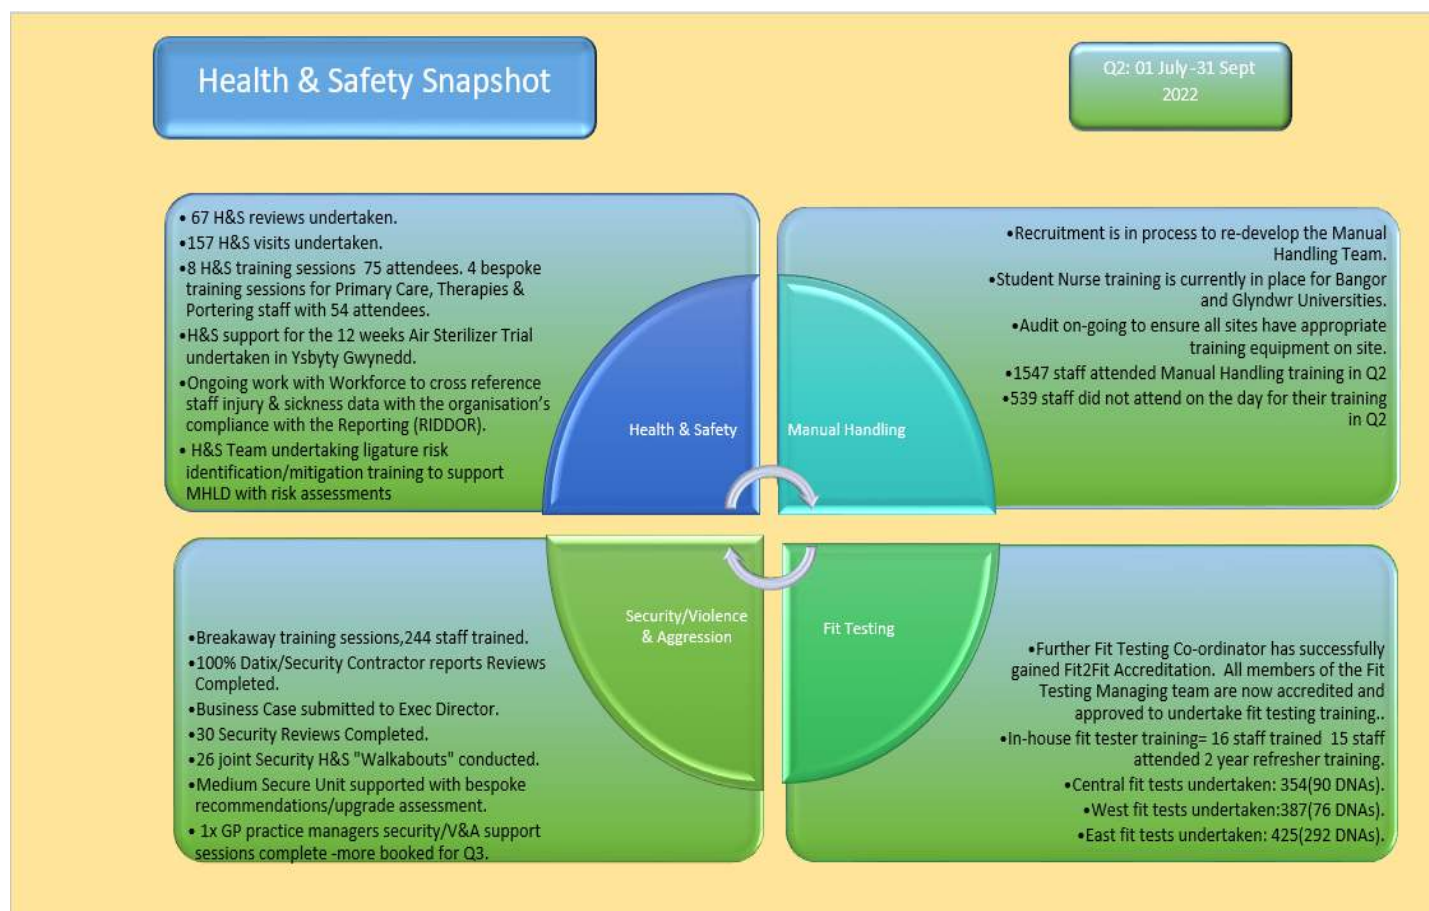 Health & Safety Snapshot
Q2: 01 July -31 Sept
2022
• 67 H&S reviews undertaken.
•157 H&S visits undertaken.
•8 H&S training sessions  75 attendees. 4 bespoke
training sessions for Primary Care, Therapies &
Portering staff with 54 attendees.
•H&S support for the 12 weeks Air Sterilizer Trial
undertaken in Ysbyty Gwynedd.
•Ongoing work with Workforce to cross reference
staff injury & sickness data with the organisation's
compliance with the Reporting (RIDDOR).
• H&S Team undertaking ligature risk
identification/mitigation training to support
MHLD with risk assessments
Health & Safety
•Recruitment is in process to re-develop the Manual
Handling Team.
•Student Nurse training is currently in place for Bangor
and Glyndwr Universities.
•Audit on-going to ensure all sites have appropriate
training equipment on site.
•1547 staff attended Manual Handling training in Q2
•539 staff did not attend on the day for their training
in Q2
Manual Handling
•Breakaway training sessions,244 staff trained.
•100% Datix/Security Contractor reports Reviews
Completed.
•Business Case submitted to Exec Director.
•30 Security Reviews Completed.
•26 joint Security H&S "Walkabouts" conducted.
•Medium Secure Unit supported with bespoke
recommendations/upgrade assessment.
• 1x GP practice managers security/V&A support
sessions complete -more booked for Q3.
Security/Violence
& Aggression
Fit Testing
•Further Fit Testing Co-ordinator has successfully
gained Fit2Fit Accreditation.  All members of the Fit
Testing Managing team are now accredited and
approved to undertake fit testing training..
•In-house fit tester training= 16 staff trained  15 staff
attended 2 year refresher training.
•Central fit tests undertaken: 354(90 DNAs).
•West fit tests undertaken:387(76 DNAs).
•East fit tests undertaken: 425(292 DNAs).